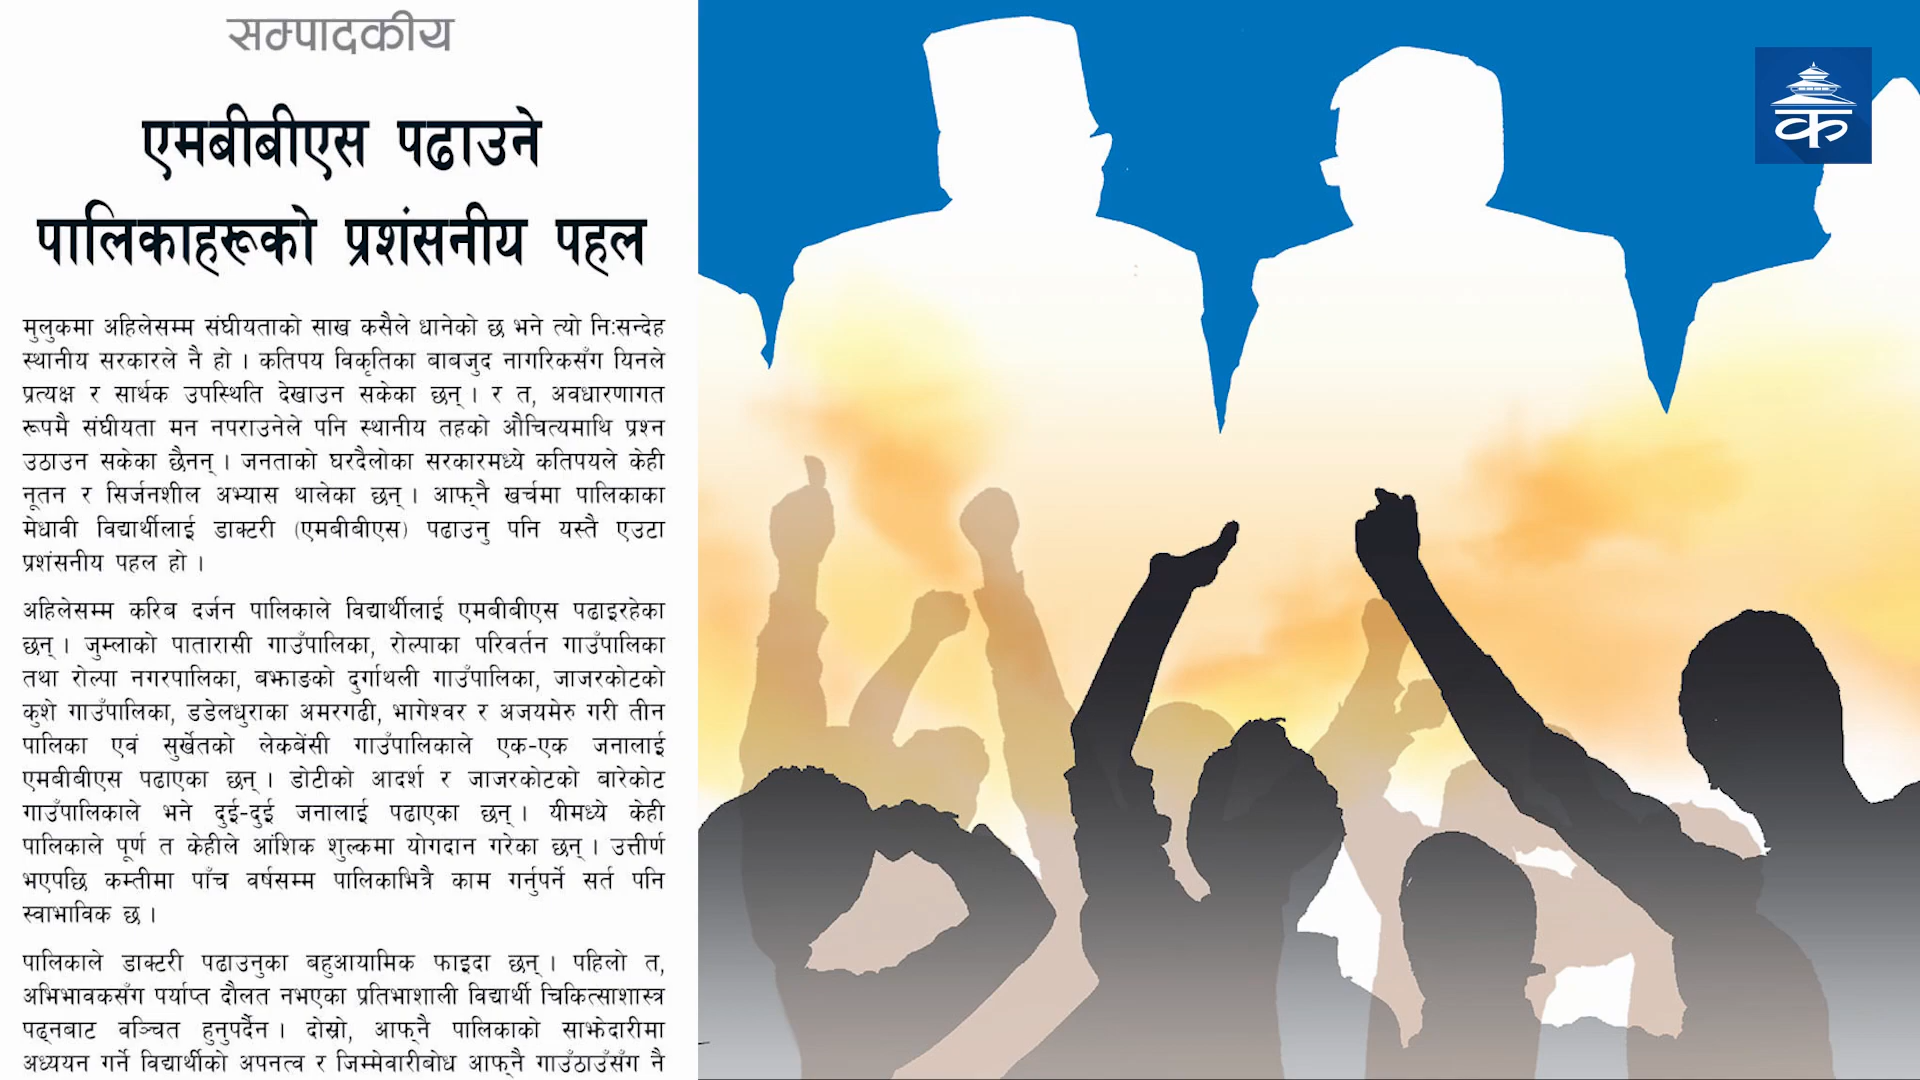 सम्पादकीय
एमबीबीएस पढाउने
पालिकाहरूको प्रशंसनीय पहल
मुलुकमा अहिलेसम्म संघीयताको साख कसैले धानेको छ भने त्यो नि:सन्देह
स्थानीय सरकारले नै हो । कतिपय विकृतिका बाबजुद नागरिकसँग यिनले
प्रत्यक्ष र सार्थक उपस्थिति देखाउन सकेका छन् । र त, अवधारणागत
रूपमै संघीयता मन नपराउनेले पनि स्थानीय तहको औचित्यमाथि प्रश्न
उठाउन सकेका छैनन् । जनताको घरदैलोका सरकारमध्ये कतिपयले केही
नूतन र सिर्जनशील अभ्यास थालेका छन् । आफ्नै खर्चमा पालिकाका
मेधावी विद्यार्थीलाई डाक्टरी (एमबीबीएस) पढाउनु पनि यस्तै एउटा
प्रशंसनीय पहल हो ।
अहिलेसम्म करिब दर्जन पालिकाले विद्यार्थीलाई एमबीबीएस पढाइरहेका
छन् । जुम्लाको पातारासी गाउँपालिका, रोल्पाका परिवर्तन गाउँपालिका
तथा रोल्पा नगरपालिका, बझाङको दुर्गाथली गाउँपालिका, जाजरकोटको
कुशे गाउँपालिका, डडेलधुराका अमरगढी, भागेश्वर र अजयमेरु गरी तीन
पालिका एवं सुर्खेतको लेकबेंसी गाउँपालिकाले एक-एक जनालाई
एमबीबीएस पढाएका छन् । डोटीको आदर्श र जाजरकोटको बारेकोट
गाउँपालिकाले भने दुई-दुई जनालाई पढाएका छन् । यीमध्ये केही
पालिकाले पूर्ण त केहीले आंशिक शुल्कमा योगदान गरेका छन् । उत्तीर्ण
भएपछि कम्तीमा पाँच वर्षसम्म पालिकाभित्रै काम गर्नुपर्ने सर्त पनि
स्वाभाविक छ ।
पालिकाले डाक्टरी पढाउनुका बहुआयामिक फाइदा छन् । पहिलो त,
अभिभावकसँग पर्याप्त दौलत नभएका प्रतिभाशाली विद्यार्थी चिकित्साशास्त्र
पढ्नबाट वञ्चित हुनुपर्दैन । दोस्रो, आफ्नै पालिकाको साझेदारीमा
अध्ययन गर्ने विद्यार्थीको अपनत्व र जिम्मेवारीबोध आफ्नै गाउँठाउँसँग नै
क